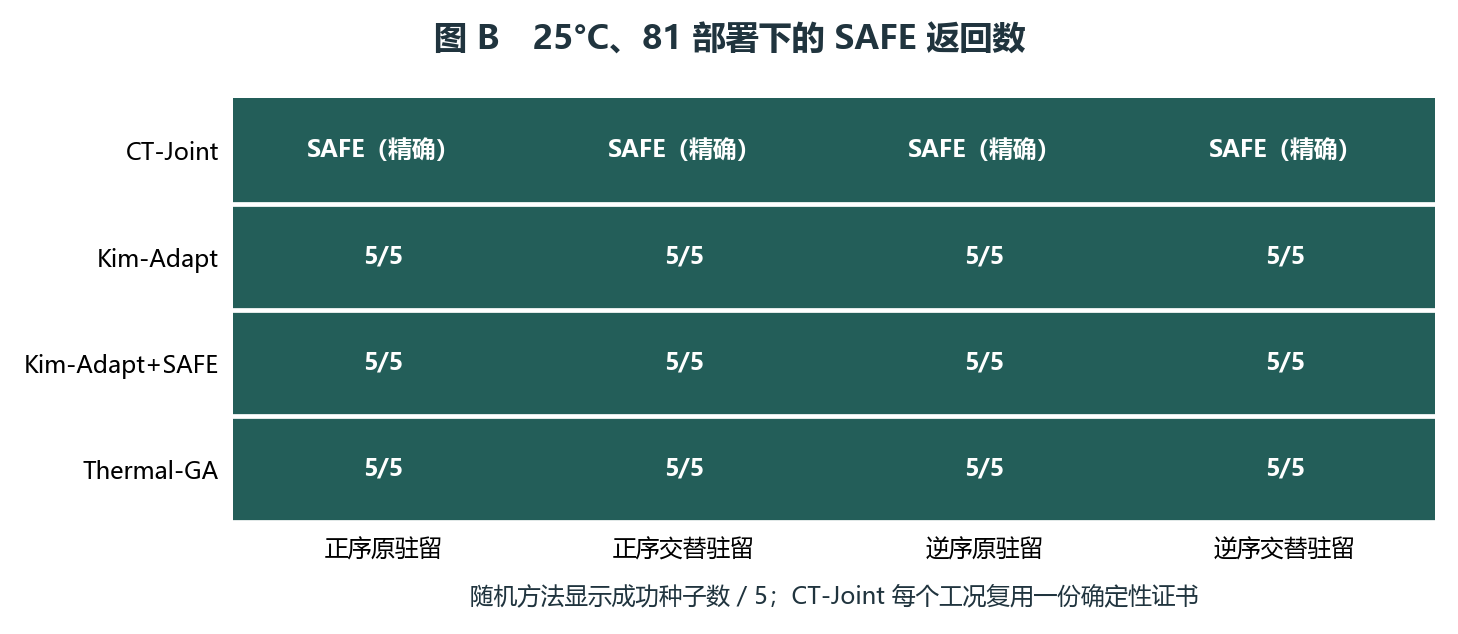 图 B 25°C、81 部署下的 SAFE 返回数
CT-Joint SAFE（精确） SAFE（精确） SAFE（精确） SAFE（精确）
Kim-Adapt 5/5 5/5 5/5 5/5
Kim-Adapt+SAFE 5/5 5/5 5/5 5/5
Thermal-GA 5/5 5/5 5/5 5/5
正序原驻留 正序交替驻留 逆序原驻留 逆序交替驻留
随机方法显示成功种子数 / 5；CT-Joint 每个工况复用一份确定性证书